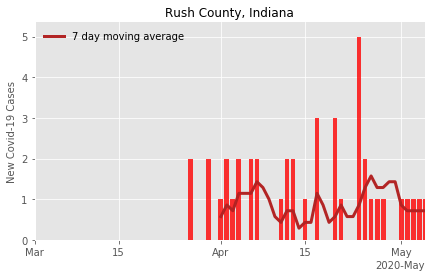 Rush County, Indiana
7 day moving average
New Covid-19 Cases
5
4
3
2
1
0
Mar 15 Apr 15 May
2020-May